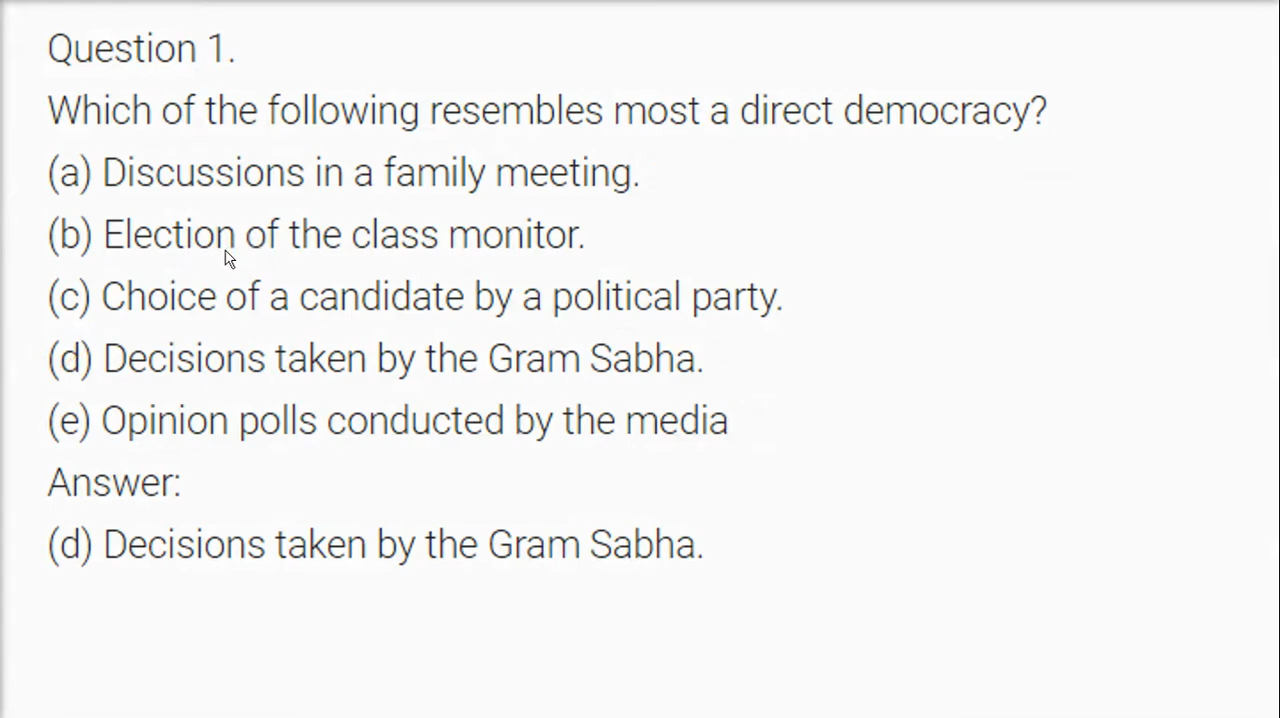 Question 1.
Which of the following resembles most a direct democracy?
(a) Discussions in a family meeting.
(b) Election of the class monitor.
(c) Choice of a candidate by a political party.
(d) Decisions taken by the Gram Sabha.
(e) Opinion polls conducted by the media
Answer:
(d) Decisions taken by the Gram Sabha.